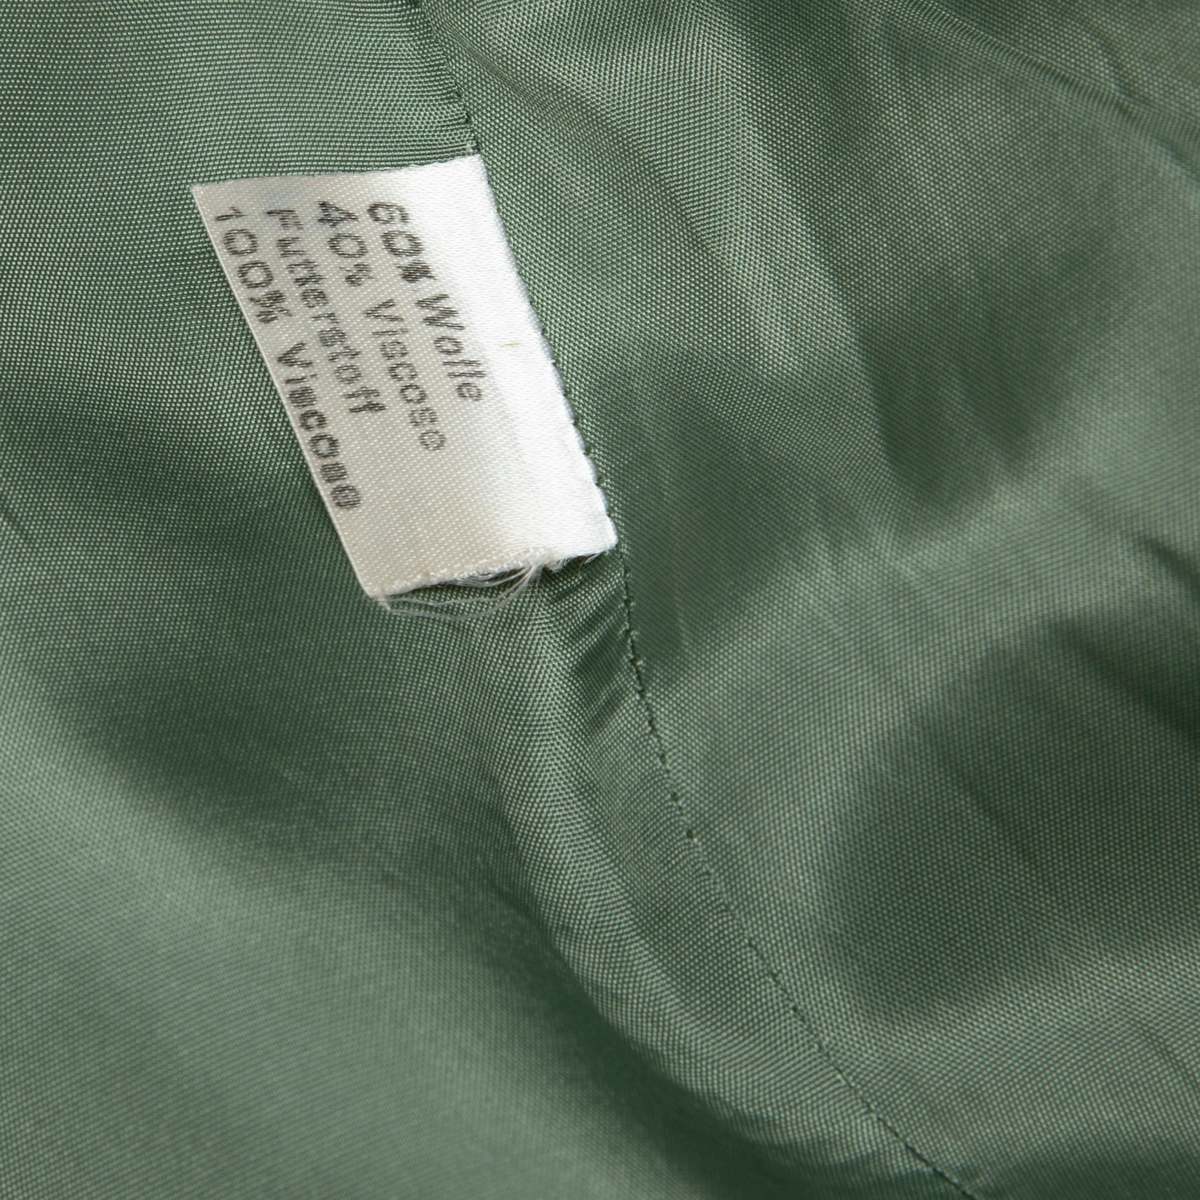 60% Wolle
40% Viscose
Futterstoff
100% Viscose